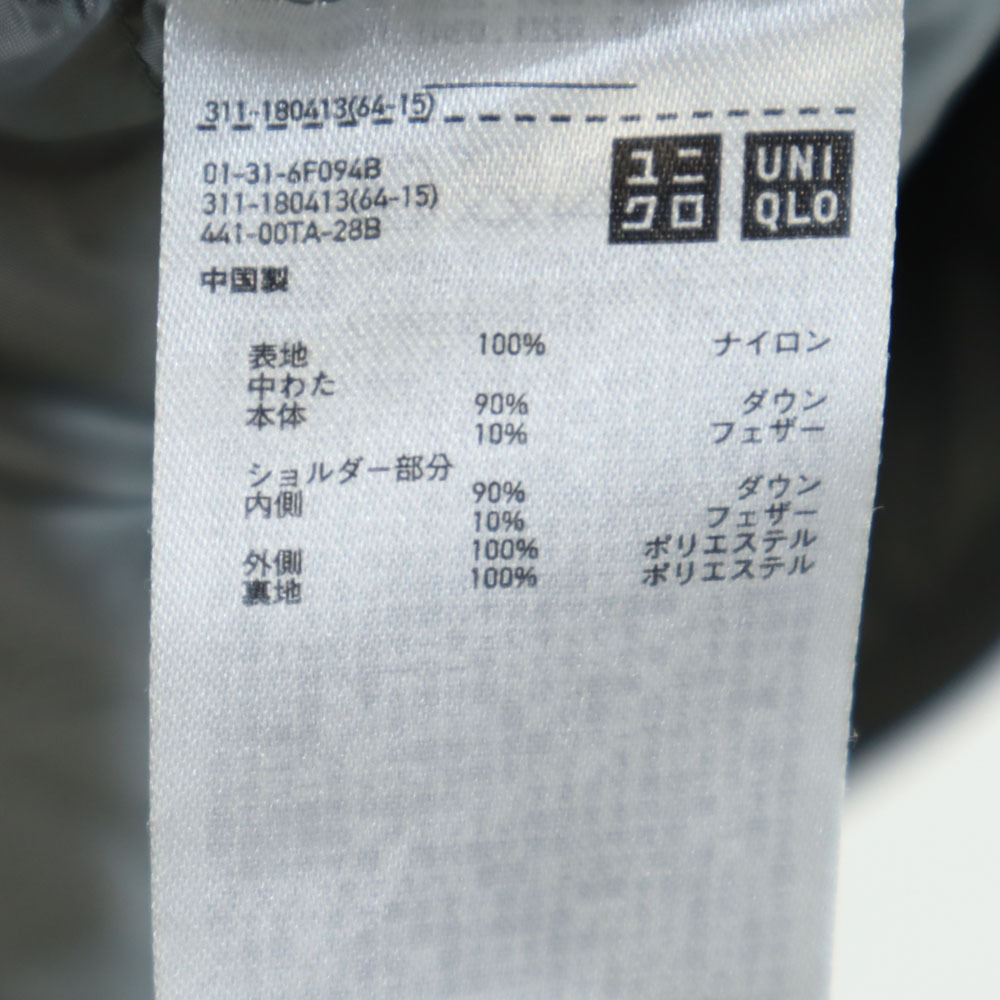 311-180413(64-15)
01-31-6F094B
311-180413(64-15)
441-00TA-28B
ユニクロ
UNIQLO
中国製
表地 100% ナイロン
中わた
本体 90% ダウン
10% フェザー
ショルダー部分
内側 90% ダウン
10% フェザー
外側 100% ポリエステル
裏地 100% ポリエステル